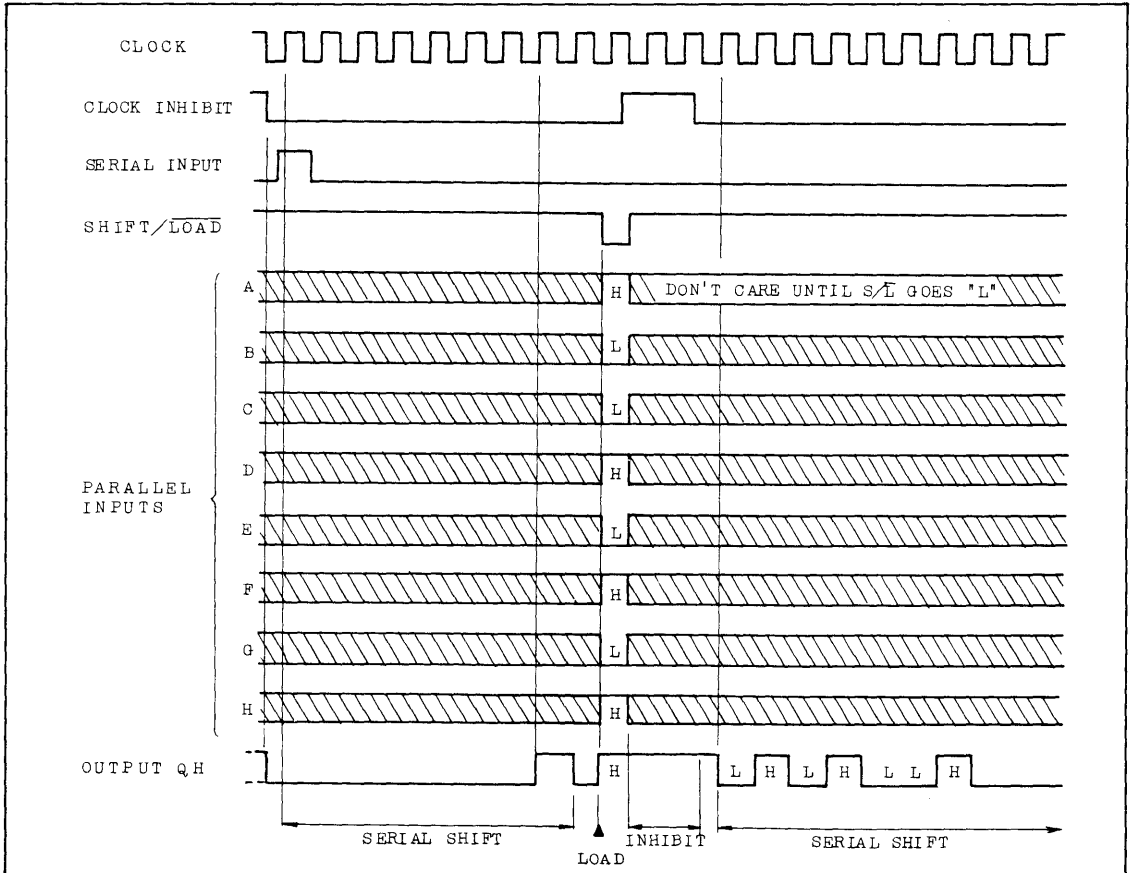 CLOCK
CLOCK INHIBIT
SERIAL INPUT
SHIFT/LOAD
A H DON'T CARE UNTIL S/L GOES "L"
B L
C L
D H
PARALLEL
INPUTS
E L
F H
G L
H H
OUTPUT QH H L H L H L L H
SERIAL SHIFT INHIBIT SERIAL SHIFT
LOAD